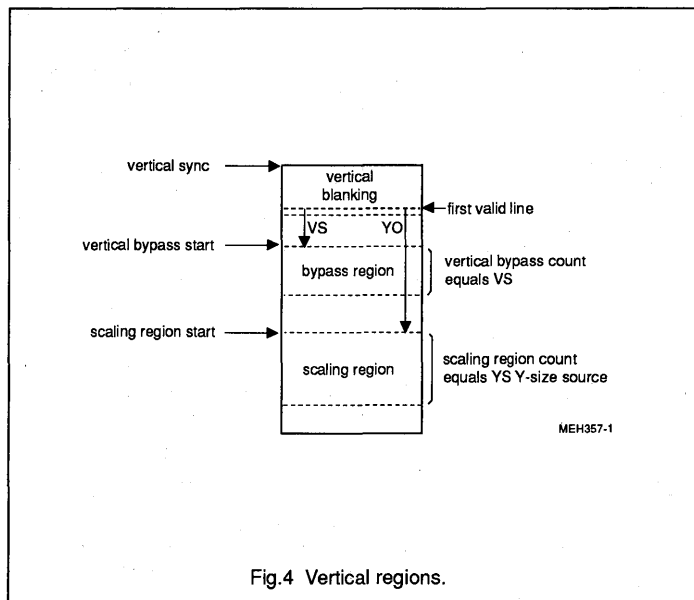 vertical sync
vertical
blanking
first valid line
VS
YO
vertical bypass start
bypass region
vertical bypass count
equals VS
scaling region start
scaling region
scaling region count
equals YS Y-size source
MEH357-1
Fig.4 Vertical regions.